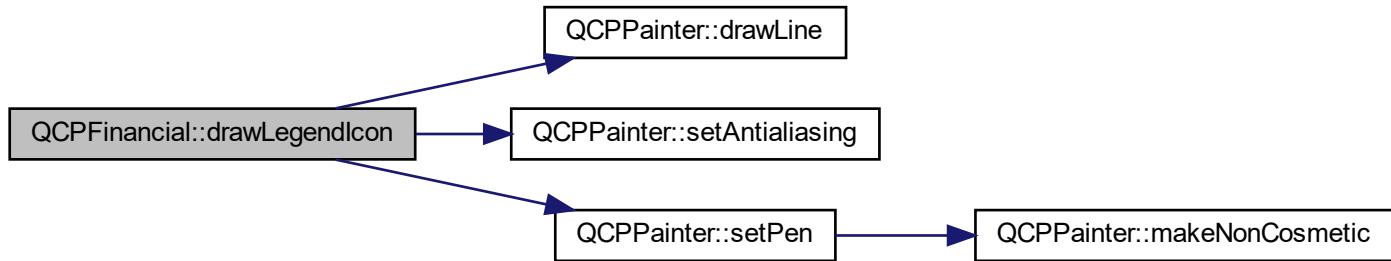 QCPPainter::drawLine
QCPFinancial::drawLegendIcon
QCPPainter::setAntialiasing
QCPPainter::setPen
QCPPainter::makeNonCosmetic